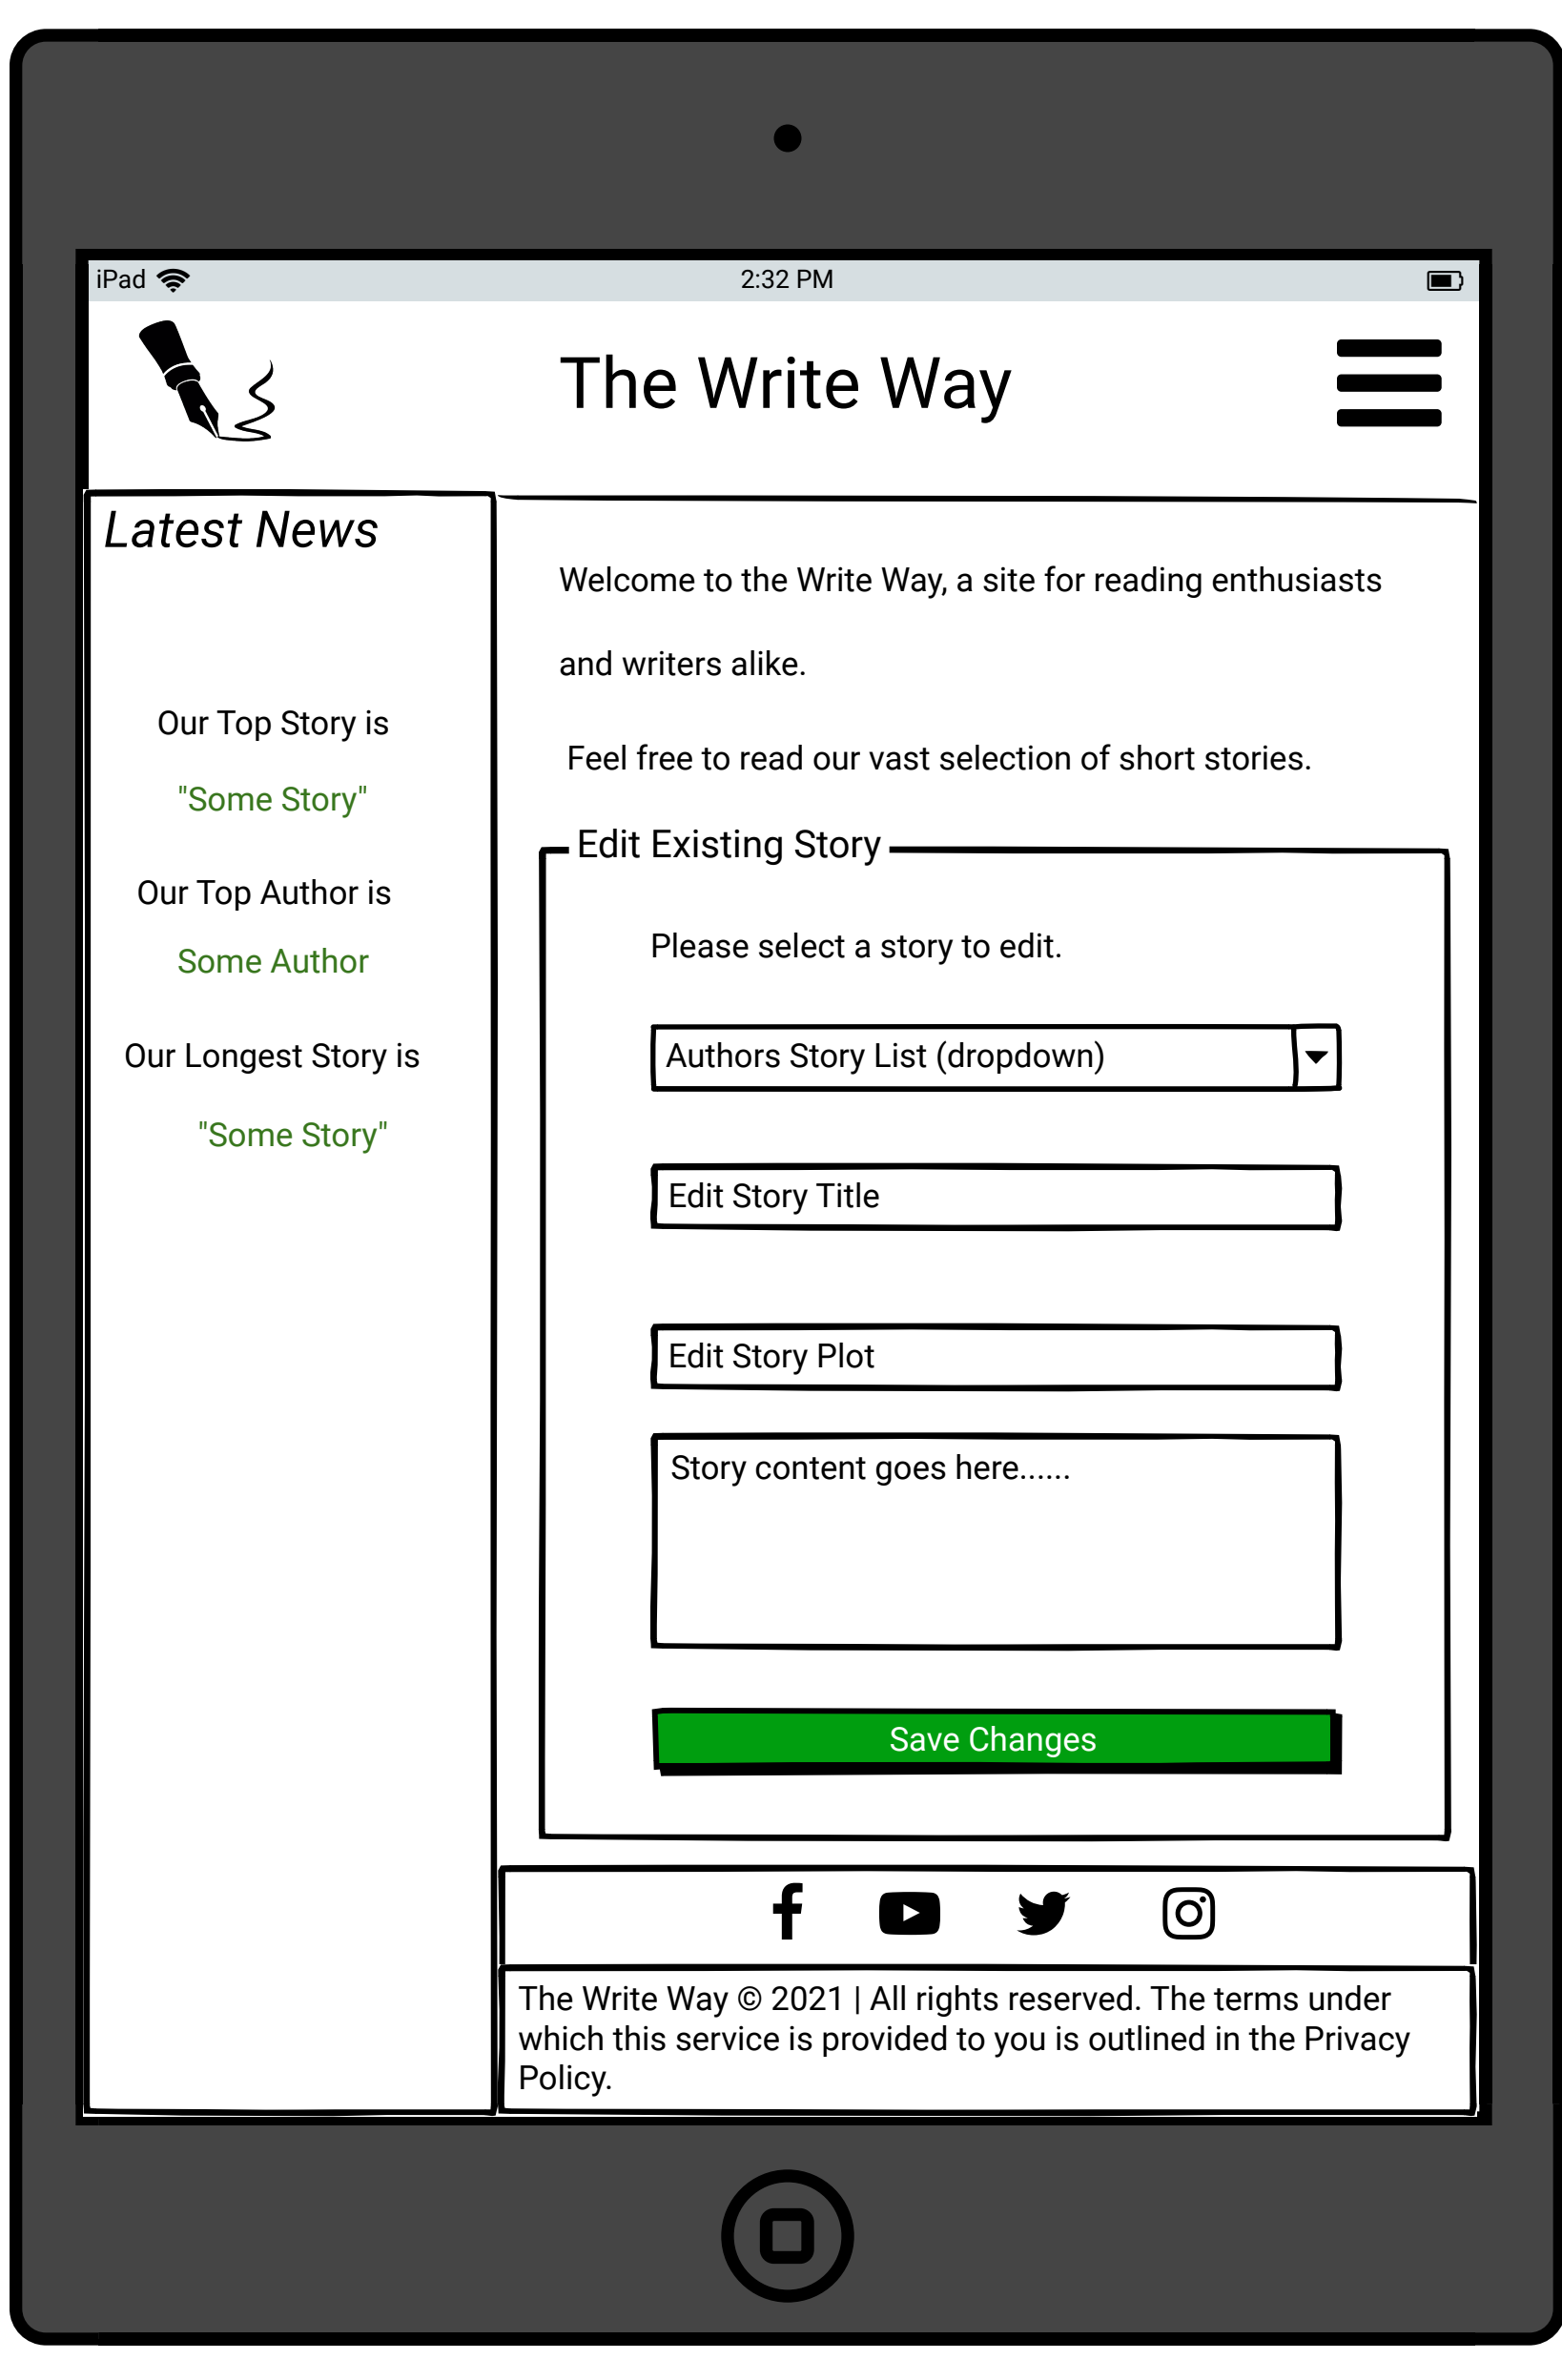 iPad
2:32 PM
The Write Way
Latest News
Our Top Story is
"Some Story"
Our Top Author is
Some Author
Our Longest Story is
"Some Story"
Welcome to the Write Way, a site for reading enthusiasts
and writers alike.
Feel free to read our vast selection of short stories.
Edit Existing Story
Please select a story to edit.
Authors Story List (dropdown)
Edit Story Title
Edit Story Plot
Story content goes here......
Save Changes
The Write Way © 2021 | All rights reserved. The terms under
which this service is provided to you is outlined in the Privacy
Policy.